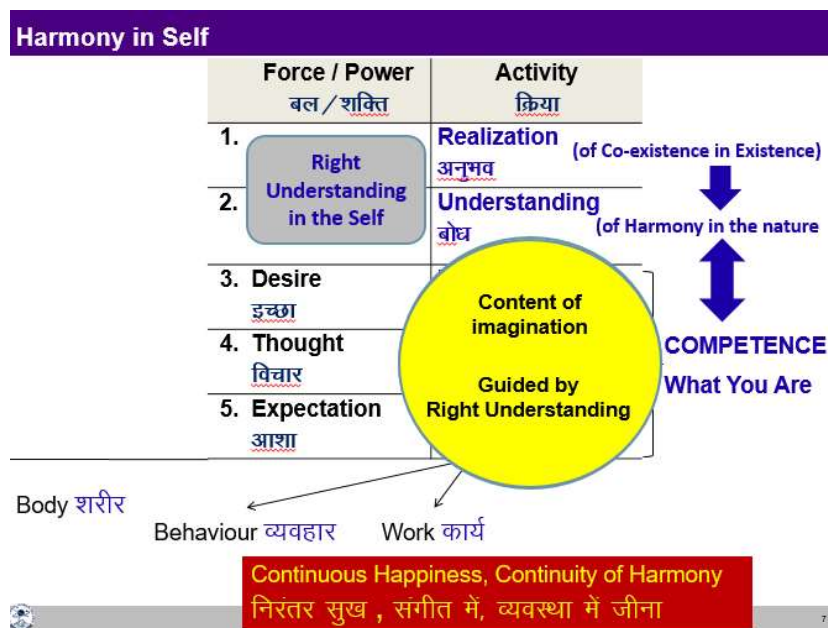 Harmony in Self
Force / Power
बल / शक्ति
Activity
क्रिया
1.
Right
Understanding
in the Self
Realization
अनुभव
(of Co-existence in Existence)
2.
Understanding
बोध
(of Harmony in the nature
3. Desire
इच्छा
4. Thought
विचार
5. Expectation
आशा
Content of
imagination
Guided by
Right Understanding
COMPETENCE
What You Are
Body शरीर
Behaviour व्यवहार
Work कार्य
Continuous Happiness, Continuity of Harmony
निरंतर सुख , संगीत में, व्यवस्था में जीना
7